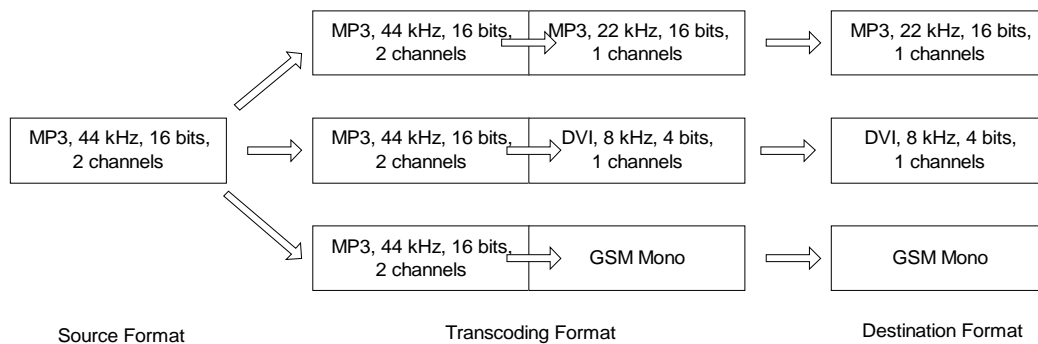 MP3, 44 kHz, 16 bits,
2 channels
MP3, 22 kHz, 16 bits,
1 channels
MP3, 22 kHz, 16 bits,
1 channels
MP3, 44 kHz, 16 bits,
2 channels
MP3, 44 kHz, 16 bits,
2 channels
DVI, 8 kHz, 4 bits,
1 channels
DVI, 8 kHz, 4 bits,
1 channels
MP3, 44 kHz, 16 bits,
2 channels
GSM Mono
GSM Mono
Source Format
Transcoding Format
Destination Format